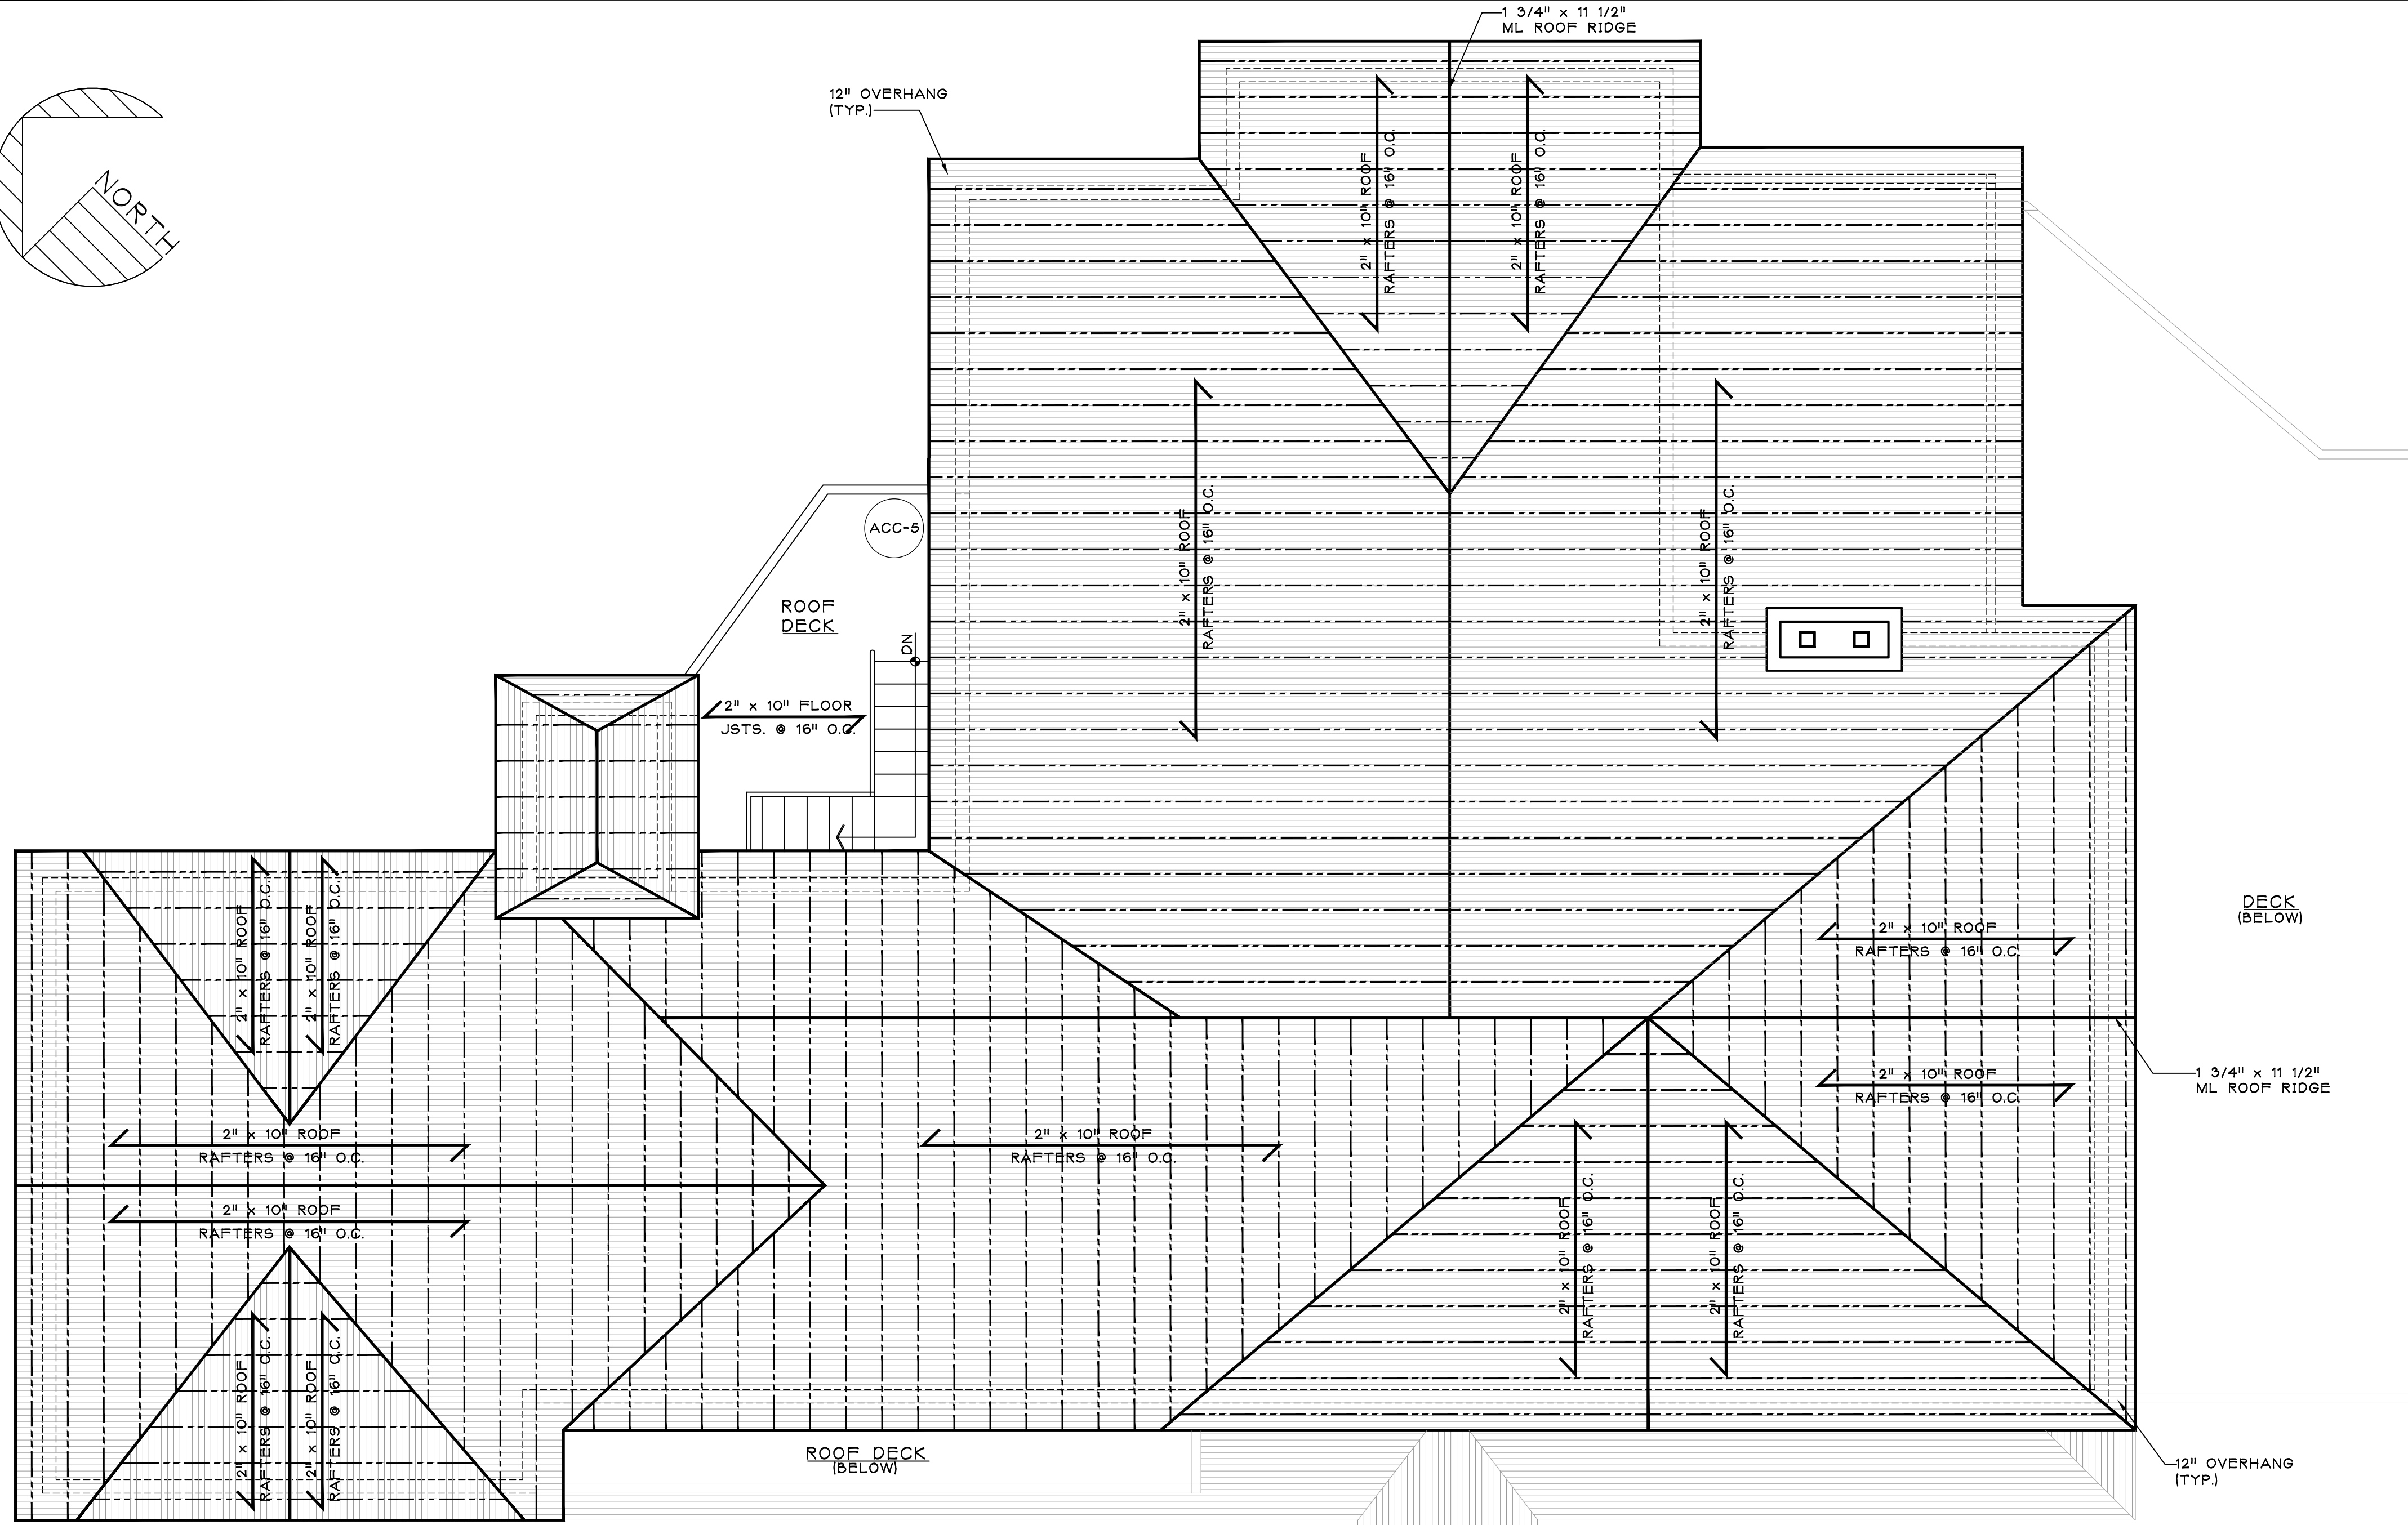 1 3/4" x 11 1/2"
ML ROOF RIDGE
12" OVERHANG
(TYP.)
NORTH
2" x 10" ROOF
RAFTERS @ 16" O.C.
2" x 10" ROOF
RAFTERS @ 16" O.C.
2" x 10" ROOF
RAFTERS @ 16" O.C.
2" x 10" ROOF
RAFTERS @ 16" O.C.
ACC-5
ROOF
DECK
DN
2" x 10" FLOOR
JSTS. @ 16" O.C.
2" x 10" ROOF
RAFTERS @ 16" O.C.
2" x 10" ROOF
RAFTERS @ 16" O.C.
2" x 10" ROOF
RAFTERS @ 16" O.C.
DECK
(BELOW)
2" x 10" ROOF
RAFTERS @ 16" O.C.
1 3/4" x 11 1/2"
ML ROOF RIDGE
2" x 10" ROOF
RAFTERS @ 16" O.C.
2" x 10" ROOF
RAFTERS @ 16" O.C.
2" x 10" ROOF
RAFTERS @ 16" O.C.
2" x 10" ROOF
RAFTERS @ 16" O.C.
2" x 10" ROOF
RAFTERS @ 16" O.C.
2" x 10" ROOF
RAFTERS @ 16" O.C.
2" x 10" ROOF
RAFTERS @ 16" O.C.
ROOF DECK
(BELOW)
12" OVERHANG
(TYP.)